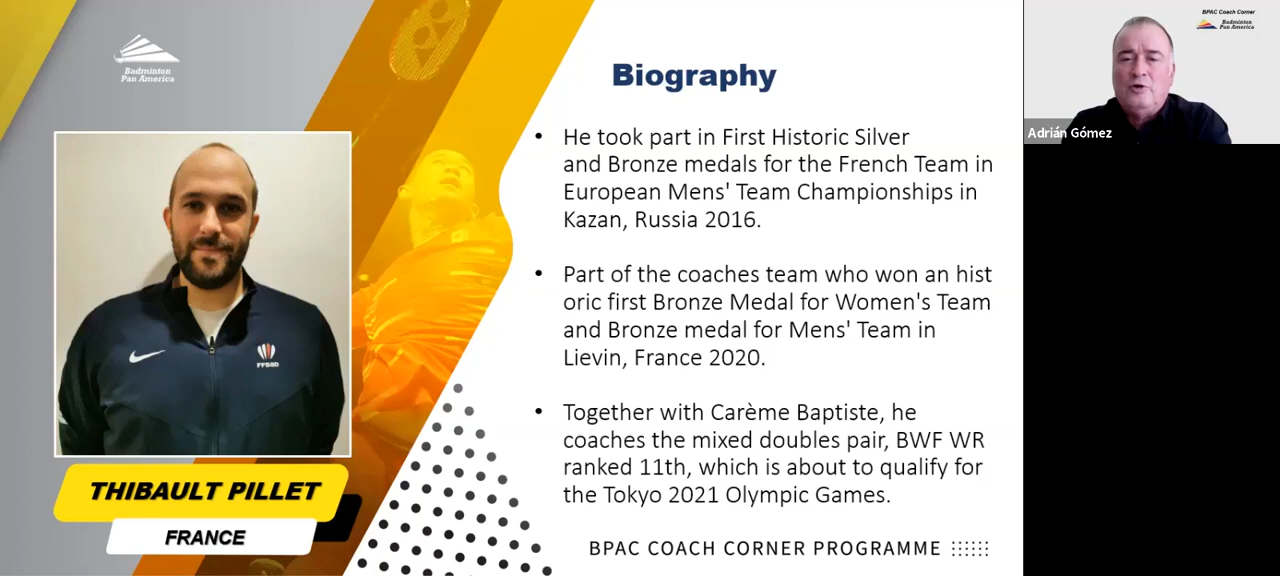 Badminton
Pan America
Biography
• He took part in First Historic Silver
and Bronze medals for the French Team in
European Mens' Team Championships in
Kazan, Russia 2016.
• Part of the coaches team who won an hist
oric first Bronze Medal for Women's Team
and Bronze medal for Mens' Team in
Lievin, France 2020.
• Together with Carème Baptiste, he
coaches the mixed doubles pair, BWF WR
ranked 11th, which is about to qualify for
the Tokyo 2021 Olympic Games.
FFBAD
THIBAULT PILLET
FRANCE
BPAC COACH CORNER PROGRAMME
BPAC Coach Corner
Badminton
Pan America
Adrián Gómez